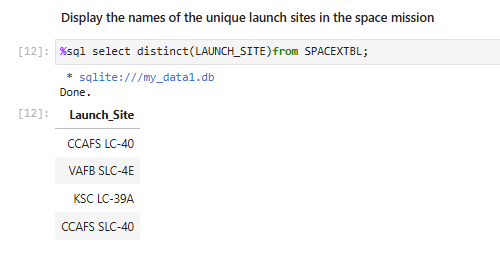 Display the names of the unique launch sites in the space mission
[12]: %sql select distinct(LAUNCH_SITE)from SPACEXTBL;
* sqlite:///my_data1.db
Done.
[12]: Launch_Site
CCAFS LC-40
VAFB SLC-4E
KSC LC-39A
CCAFS SLC-40